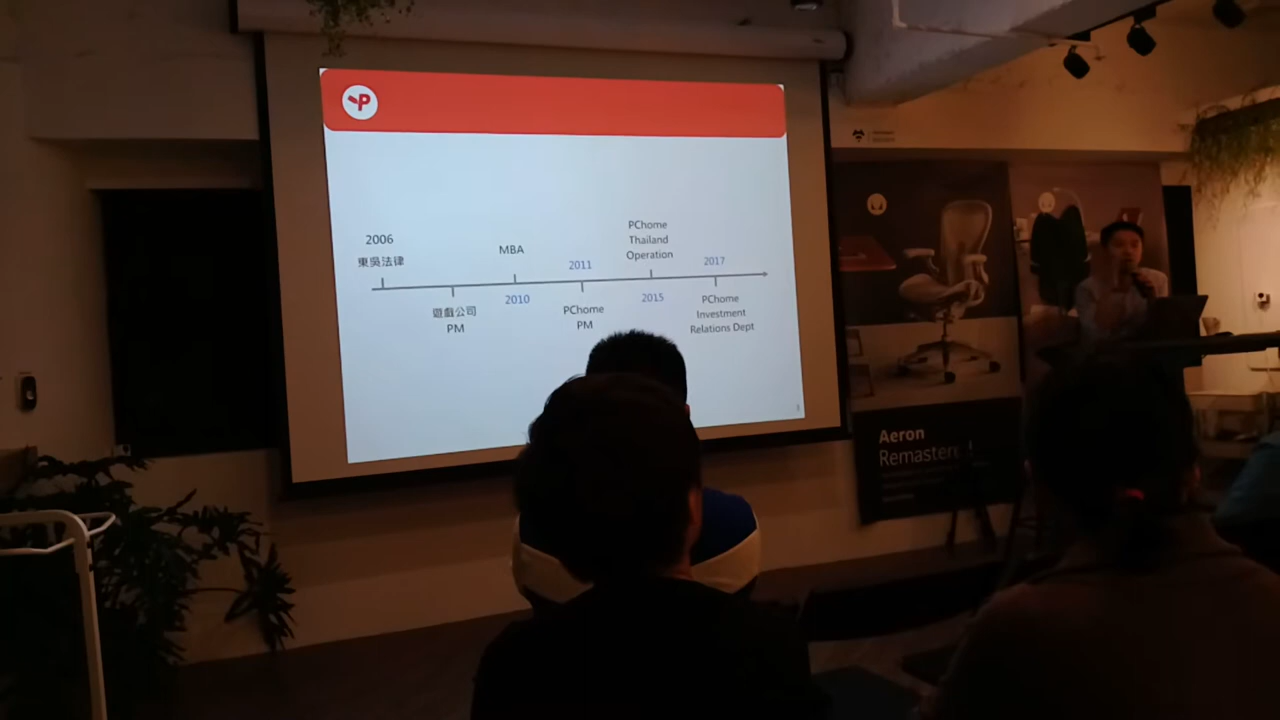 P
2006
東吳法律
遊戲公司
PM
MBA
2010
2011
PChome
PM
PChome
Thailand
Operation
2015
2017
PChome
Investment
Relations Dept
Aeron
Remastered